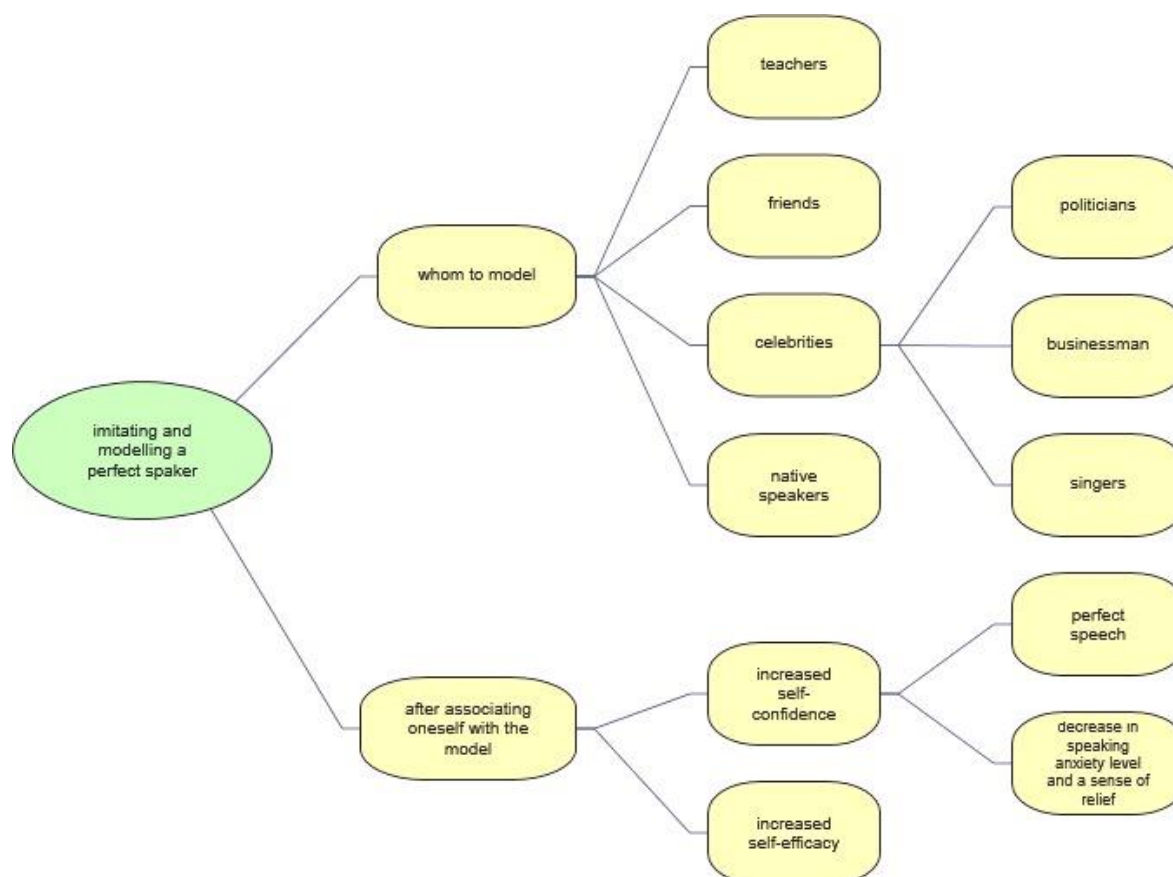 teachers
friends
politicians
whom to model
celebrities
businessman
imitating and
modelling a
perfect spaker
native
speakers
singers
perfect
speech
after associating
oneself with the
model
increased
self-
confidence
decrease in
speaking
anxiety level
and a sense of
relief
increased
self-efficacy